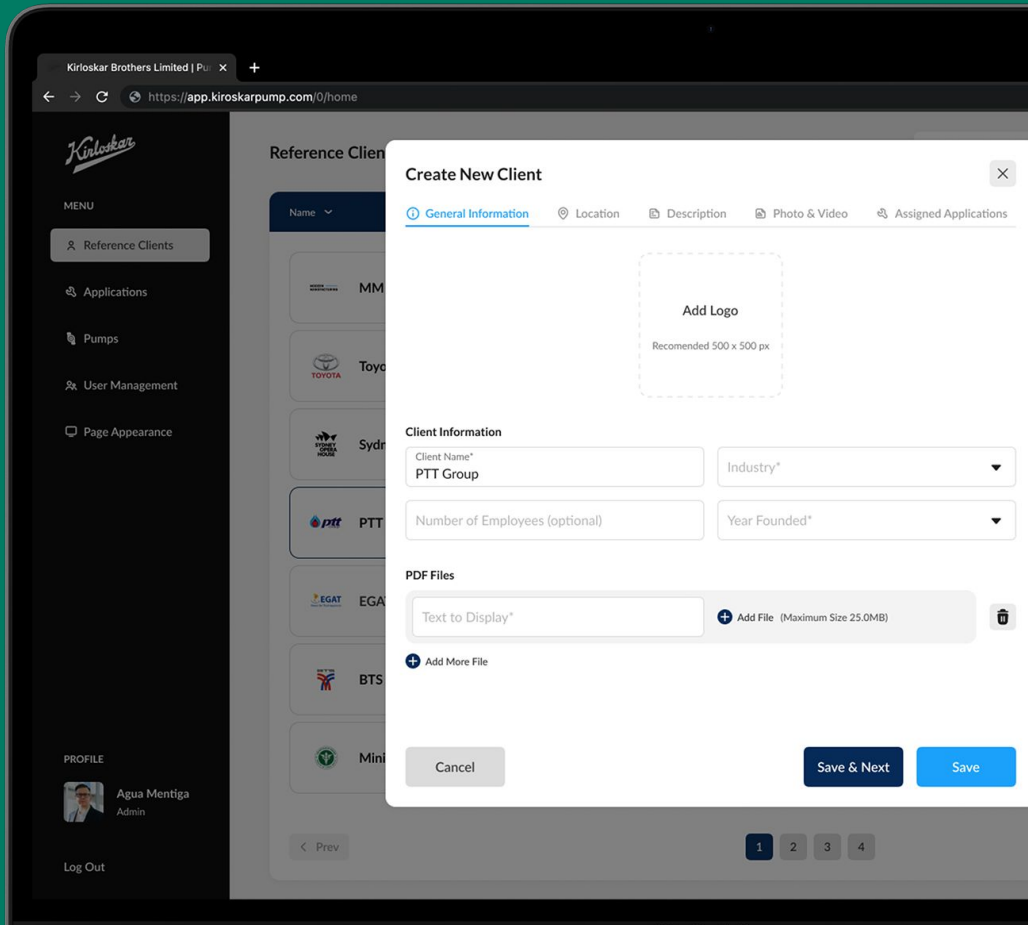 Kirloskar Brothers Limited | Pu
https://app.kiroskarpump.com/0/home
Kirloskar
MENU
Reference Clients
Applications
Pumps
User Management
Page Appearance
PROFILE
Agua Mentiga
Admin
Log Out
Reference Clien
Name
MM
TOYOTA
Toyo
SYDNEY
OPERA
HOUSE
Sydn
ptt
PTT
EGAT
EGA
BTS
Mini
Prev
1 2 3 4
Create New Client
General Information
Location
Description
Photo & Video
Assigned Applications
Add Logo
Recomended 500 x 500 px
Client Information
Client Name*
PTT Group
Industry*
Number of Employees (optional)
Year Founded*
PDF Files
Text to Display*
Add File (Maximum Size 25.0MB)
Add More File
Cancel
Save & Next
Save